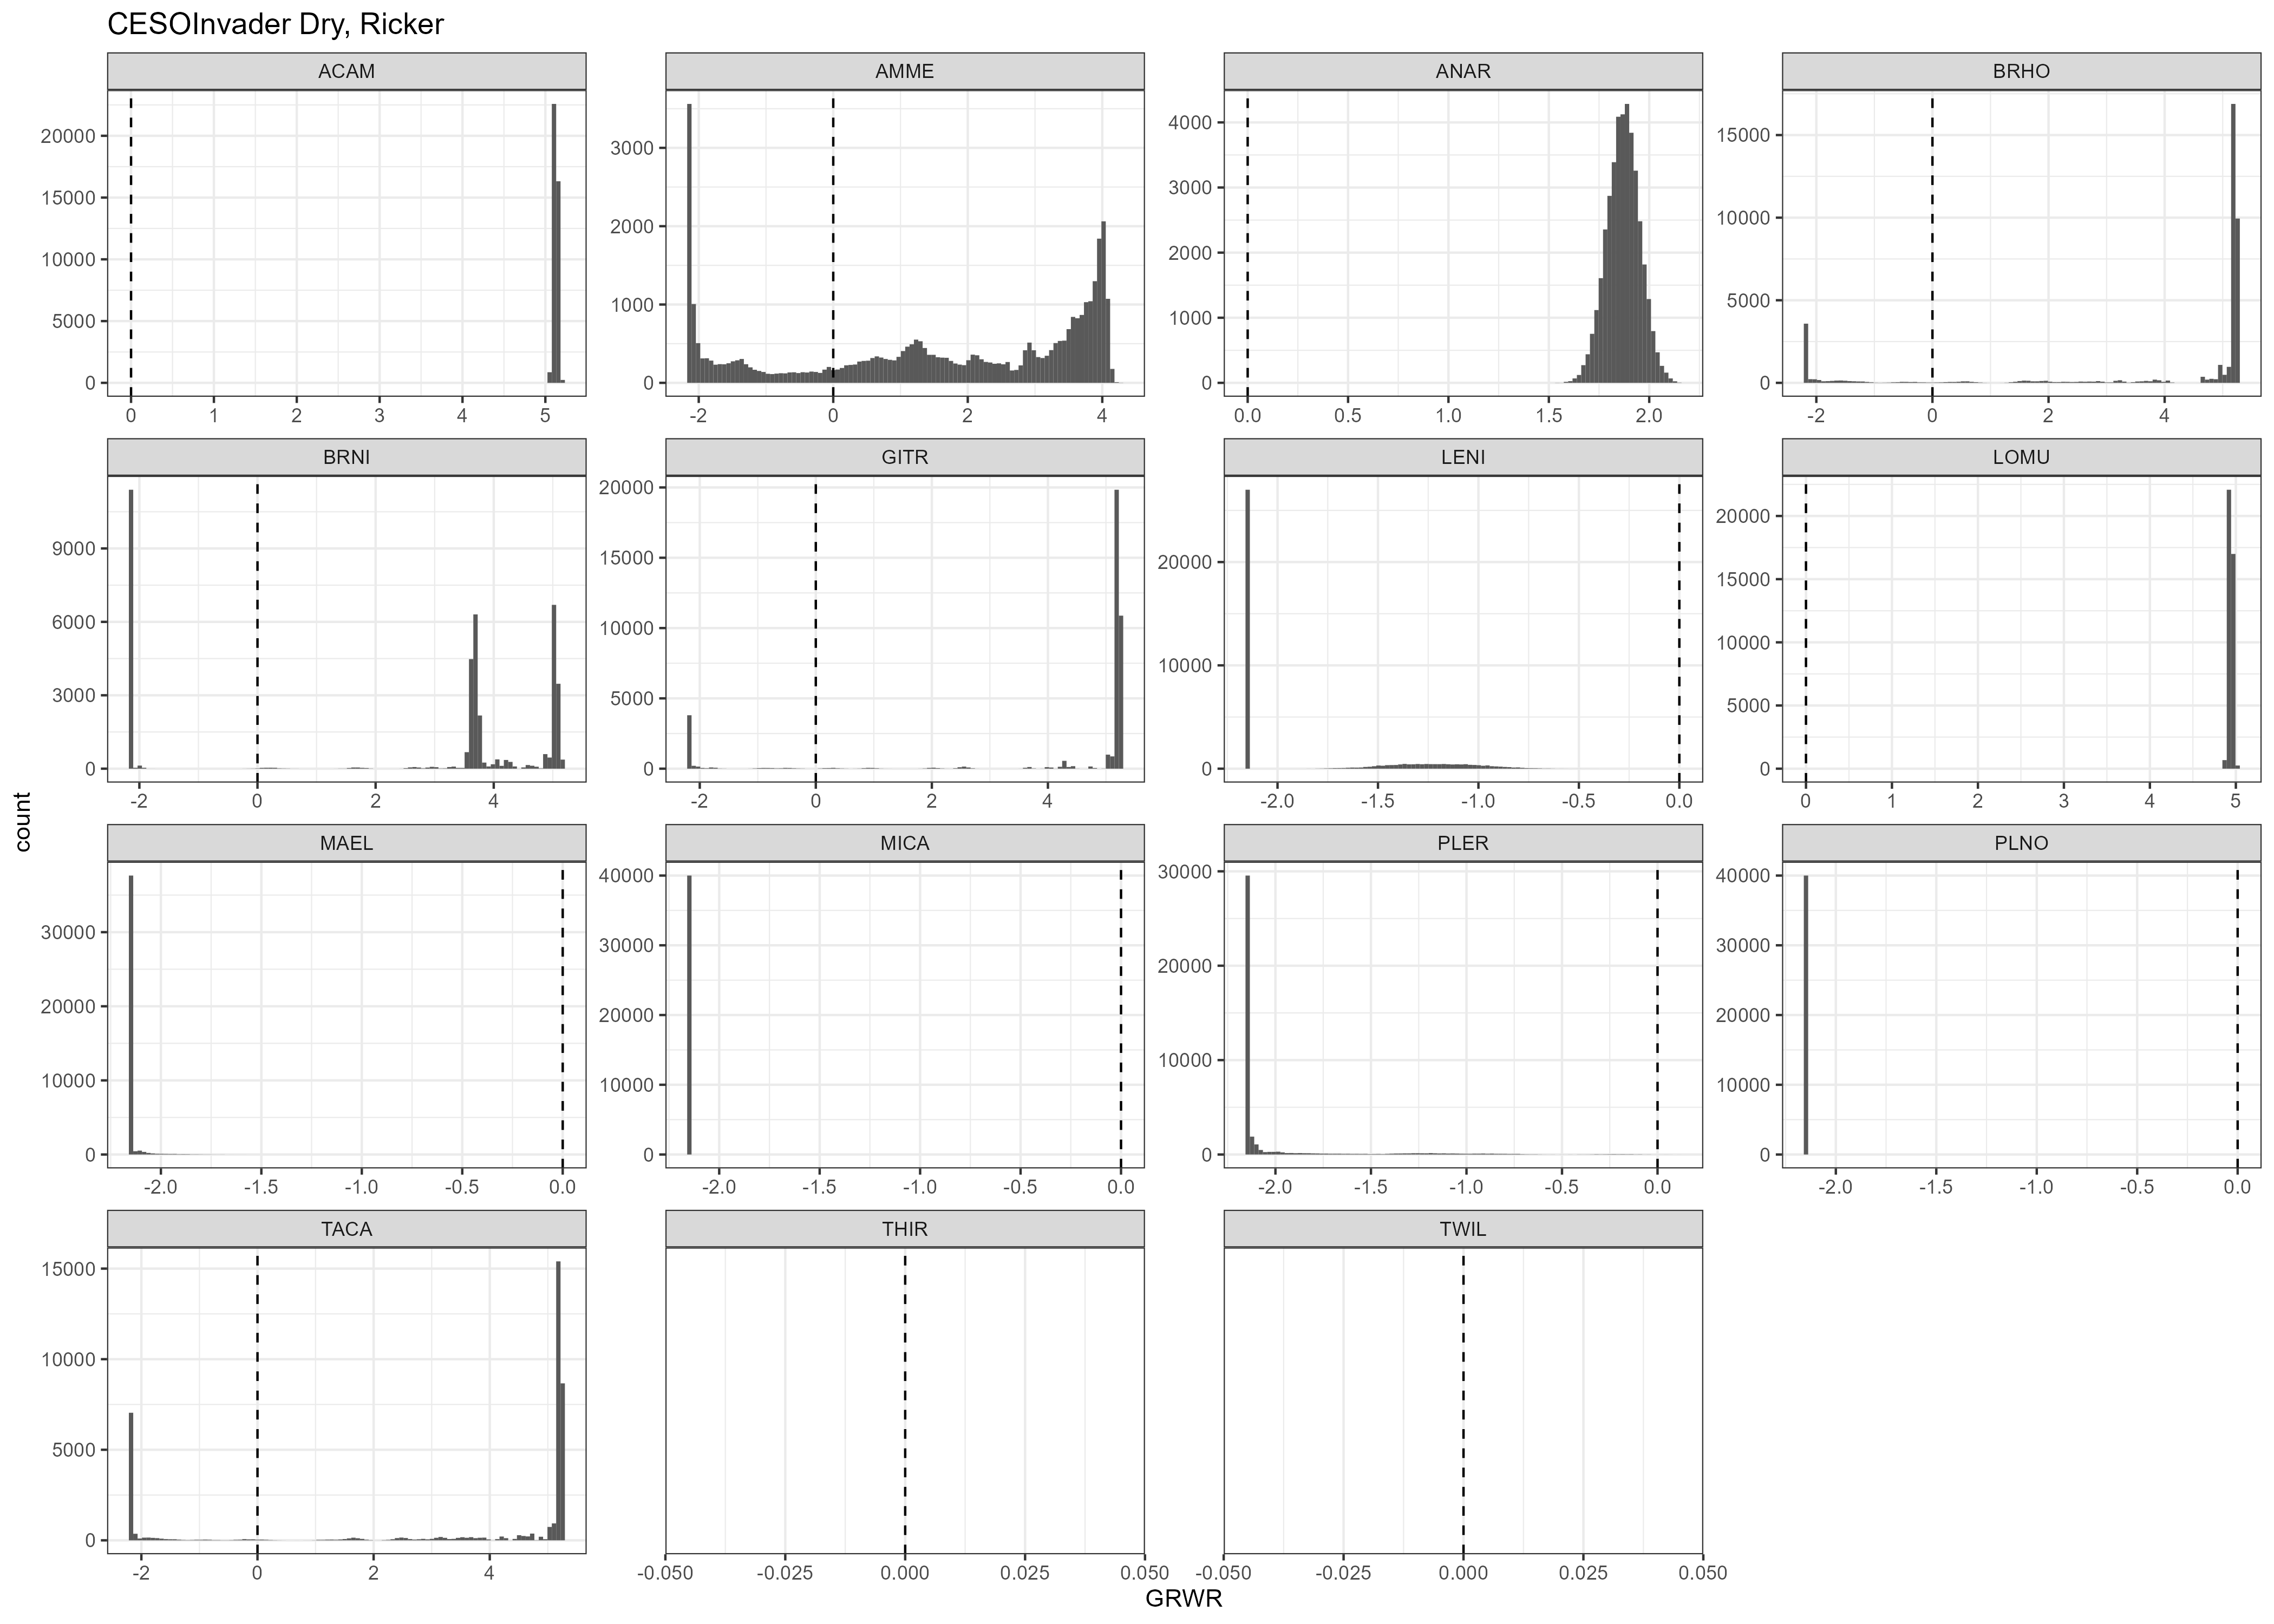 CESOInvader Dry, Ricker
ACAM AMME ANAR BRHO
20000 3000 4000 15000
15000 3000
2000 10000
10000 2000
1000 5000
5000 1000
0 0 0 0
0 1 2 3 4 5 -2 0 2 4 0.0 0.5 1.0 1.5 2.0 -2 0 2 4
BRNI GITR LENI LOMU
9000 20000 20000 20000
15000 15000
6000
10000 10000 10000
3000
5000 5000
0 0 0 0
-2 0 2 4 -2 0 2 4 -2.0 -1.5 -1.0 -0.5 0.0 0 1 2 3 4 5
count
MAEL MICA PLER PLNO
30000 40000 30000 40000
30000 30000
20000 20000
20000 20000
10000 10000
10000 10000
0 0 0 0
-2.0 -1.5 -1.0 -0.5 0.0 -2.0 -1.5 -1.0 -0.5 0.0 -2.0 -1.5 -1.0 -0.5 0.0 -2.0 -1.5 -1.0 -0.5 0.0
TACA THIR TWIL
15000
10000
5000
0
-2 0 2 4 -0.050 -0.025 0.000 0.025 0.050 -0.050 -0.025 0.000 0.025 0.050
GRWR